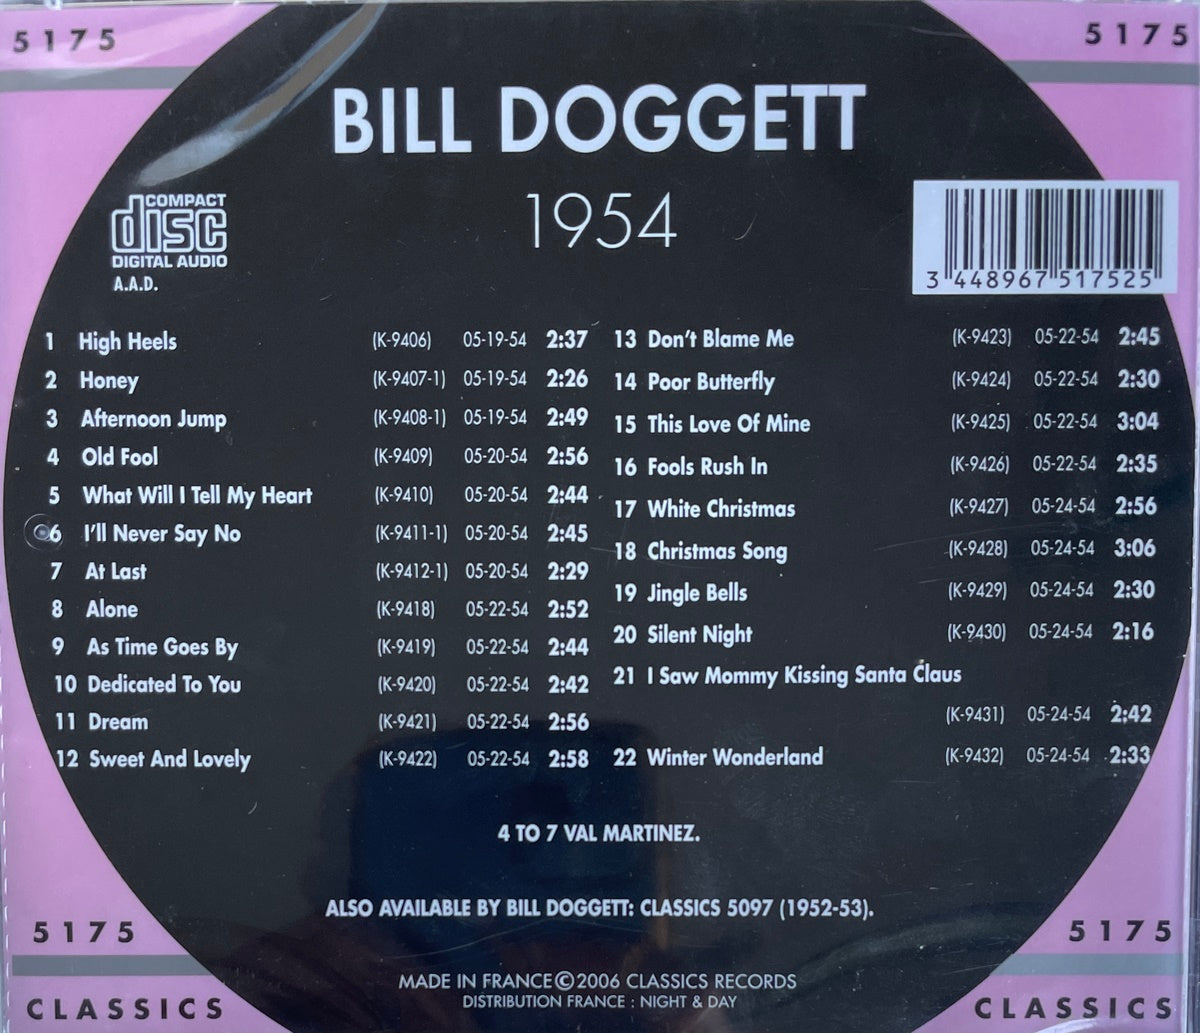 5175 5175
BILL DOGGETT
1954
COMPACT
disc
DIGITAL AUDIO
A.A.D.
3 448967 517525
1 High Heels (K-9406) 05-19-54 2:37
2 Honey (K-9407-1) 05-19-54 2:26
3 Afternoon Jump (K-9408-1) 05-19-54 2:49
4 Old Fool (K-9409) 05-20-54 2:56
5 What Will I Tell My Heart (K-9410) 05-20-54 2:44
6 I'll Never Say No (K-9411-1) 05-20-54 2:45
7 At Last (K-9412-1) 05-20-54 2:29
8 Alone (K-9418) 05-22-54 2:52
9 As Time Goes By (K-9419) 05-22-54 2:44
10 Dedicated To You (K-9420) 05-22-54 2:42
11 Dream (K-9421) 05-22-54 2:56
12 Sweet And Lovely (K-9422) 05-22-54 2:58
13 Don't Blame Me (K-9423) 05-22-54 2:45
14 Poor Butterfly (K-9424) 05-22-54 2:30
15 This Love Of Mine (K-9425) 05-22-54 3:04
16 Fools Rush In (K-9426) 05-22-54 2:35
17 White Christmas (K-9427) 05-24-54 2:56
18 Christmas Song (K-9428) 05-24-54 3:06
19 Jingle Bells (K-9429) 05-24-54 2:30
20 Silent Night (K-9430) 05-24-54 2:16
21 I Saw Mommy Kissing Santa Claus
(K-9431) 05-24-54 2:42
22 Winter Wonderland (K-9432) 05-24-54 2:33
4 TO 7 VAL MARTINEZ.
ALSO AVAILABLE BY BILL DOGGETT: CLASSICS 5097 (1952-53).
5175 5175
MADE IN FRANCE©2006 CLASSICS RECORDS
DISTRIBUTION FRANCE : NIGHT & DAY
CLASSICS CLASSICS